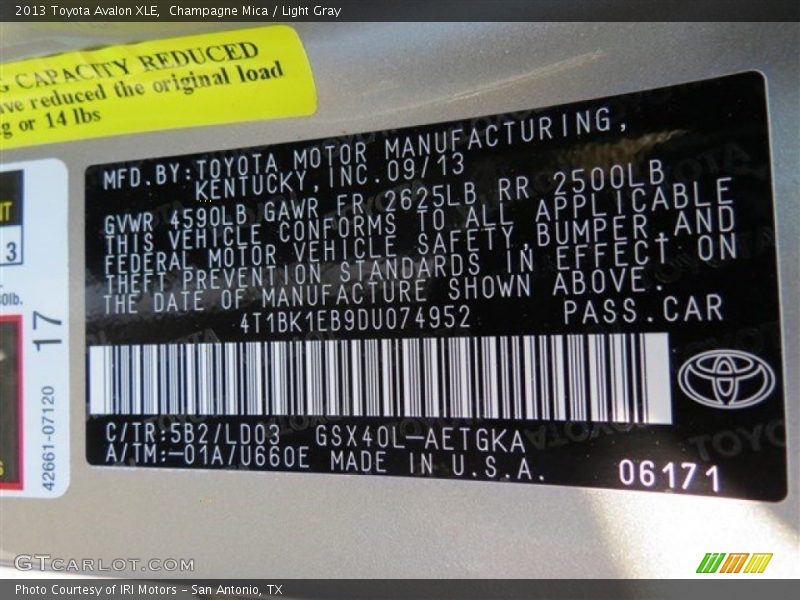 2013 Toyota Avalon XLE,  Champagne Mica / Light Gray
G CAPACITY REDUCED
ve reduced the original load
g or 14 lbs
MFD.BY:TOYOTA MOTOR MANUFACTURING,
KENTUCKY,INC.09/13
GVWR 4590LB GAWR FR 2625LB RR 2500LB
THIS VEHICLE CONFORMS TO ALL APPLICABLE
FEDERAL MOTOR VEHICLE SAFETY,BUMPER,AND
THEFT PREVENTION STANDARDS IN EFFECT ON
THE DATE OF MANUFACTURE SHOWN ABOVE.
4T1BK1EB9DU074952 PASS.CAR
C/TR:5B2/LD03 GSX40L-AETGKA
A/TM:-01A/U660E MADE IN U.S.A.
06171
NT
3
0lb.
17
42661-07120
S
GTCARLOT.COM
Photo Courtesy of IRI Motors – San Antonio, TX